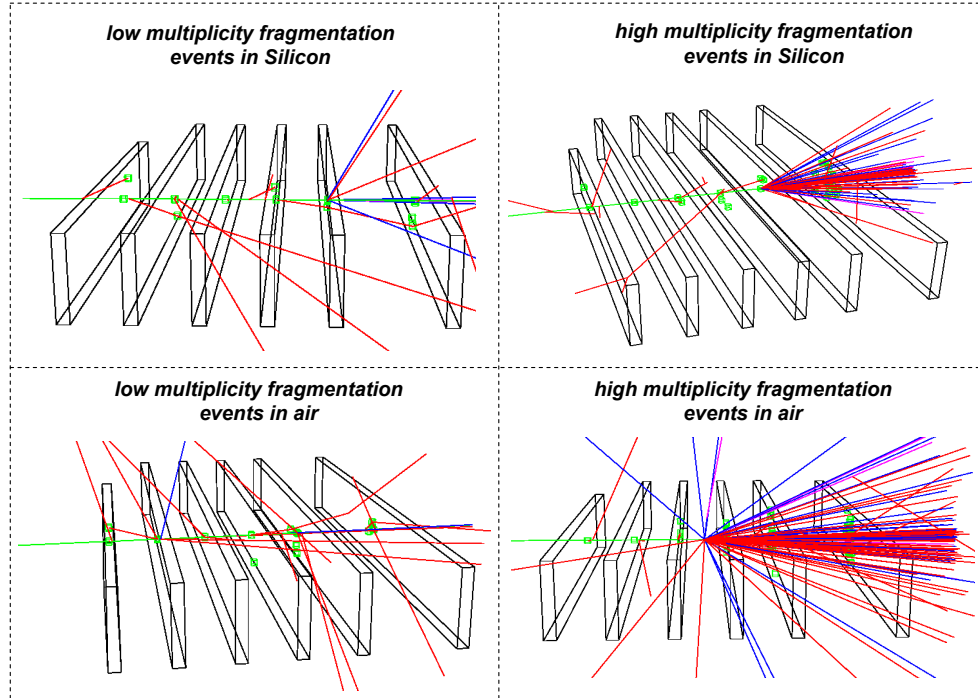 low multiplicity fragmentation
events in Silicon
high multiplicity fragmentation
events in Silicon
low multiplicity fragmentation
events in air
high multiplicity fragmentation
events in air